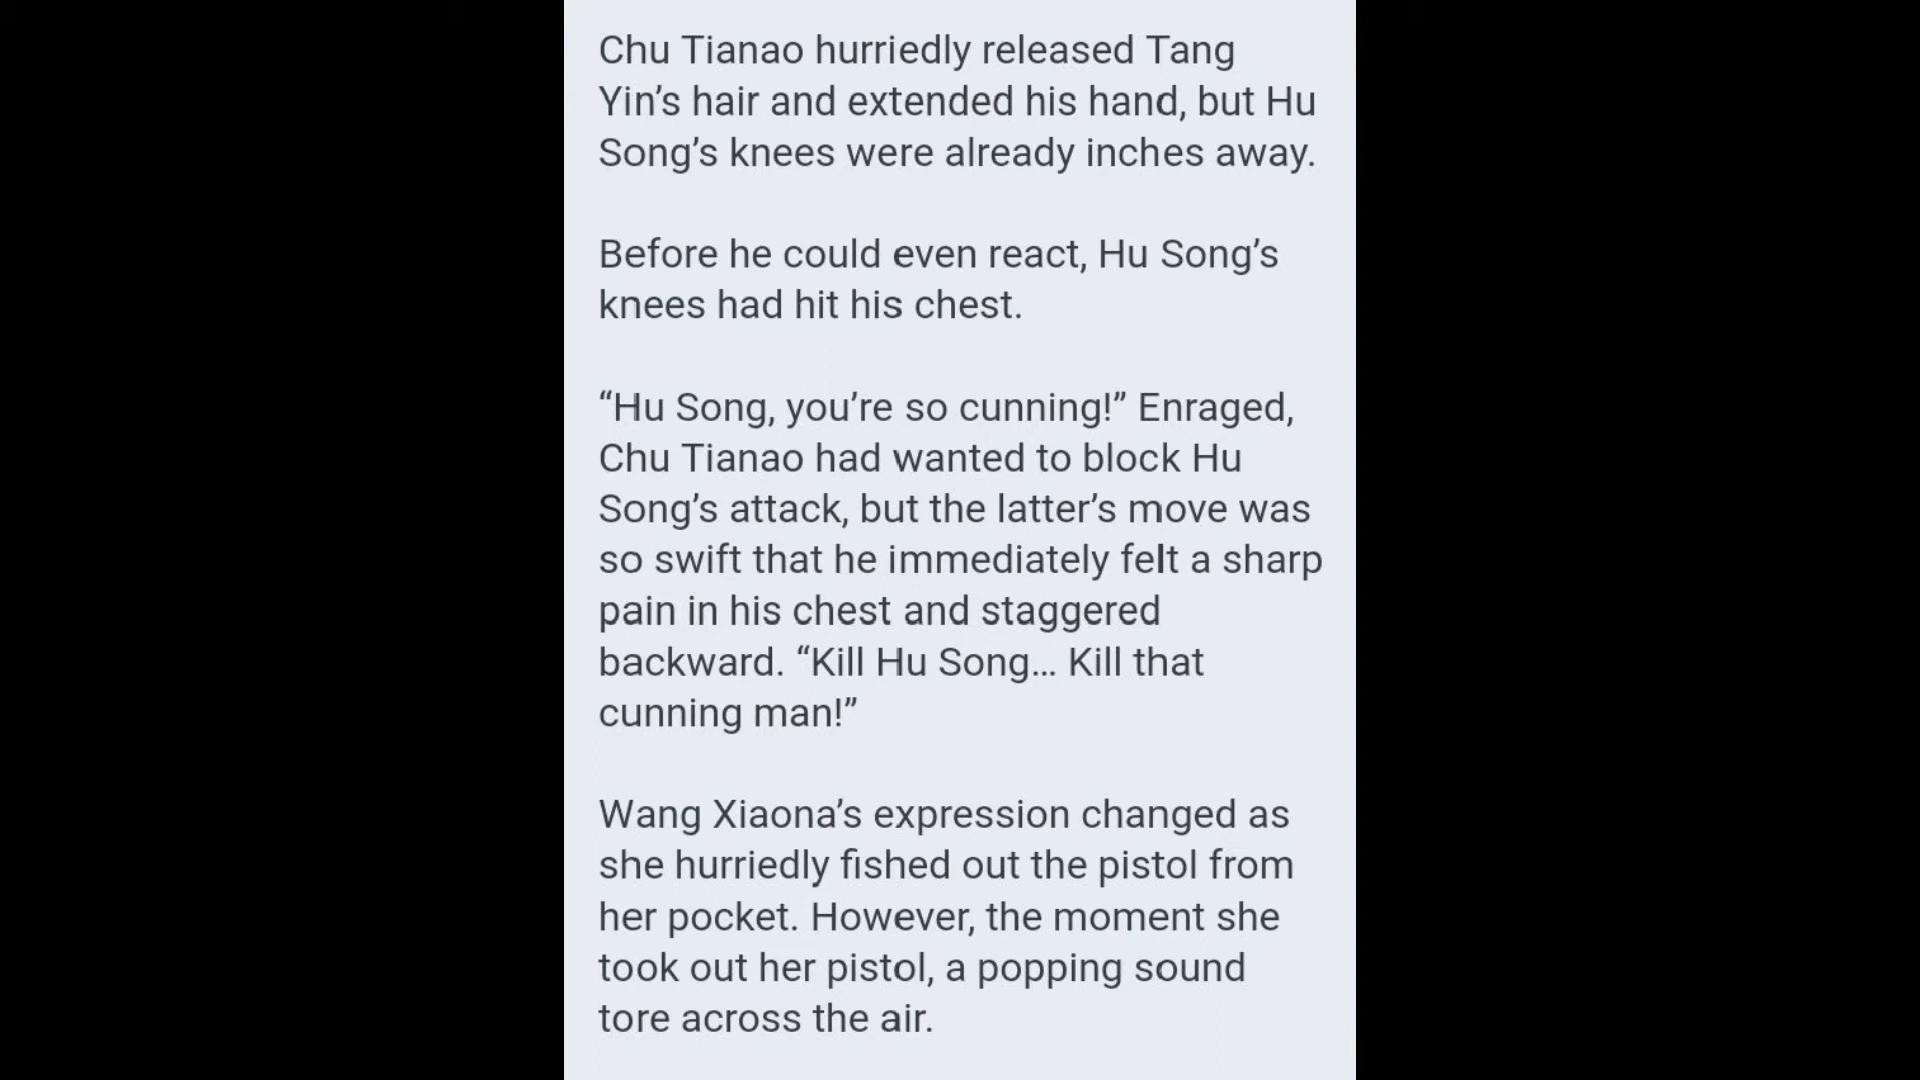 Chu Tianao hurriedly released Tang
Yin’s hair and extended his hand, but Hu
Song’s knees were already inches away.
Before he could even react, Hu Song’s
knees had hit his chest.
“Hu Song, you’re so cunning!” Enraged,
Chu Tianao had wanted to block Hu
Song’s attack, but the latter’s move was
so swift that he immediately felt a sharp
pain in his chest and staggered
backward. “Kill Hu Song… Kill that
cunning man!”
Wang Xiaona’s expression changed as
she hurriedly fished out the pistol from
her pocket. However, the moment she
took out her pistol, a popping sound
tore across the air.